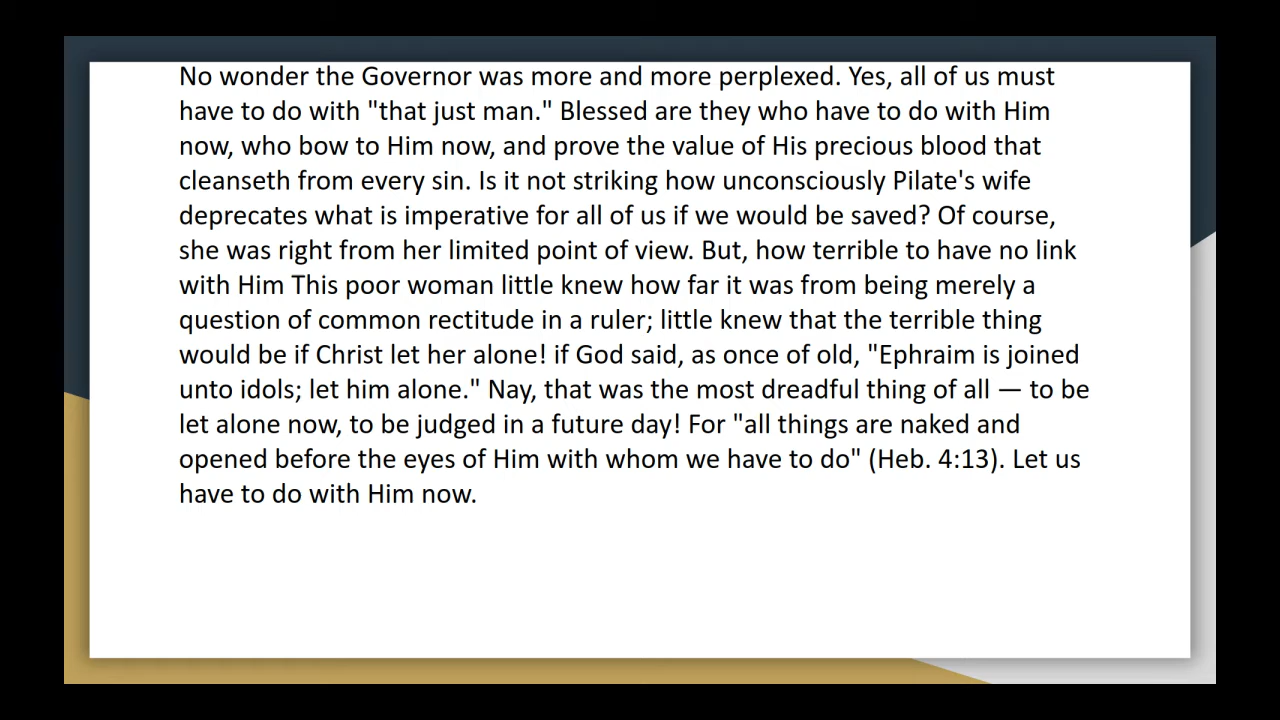 No wonder the Governor was more and more perplexed. Yes, all of us must
have to do with "that just man." Blessed are they who have to do with Him
now, who bow to Him now, and prove the value of His precious blood that
cleanseth from every sin. Is it not striking how unconsciously Pilate's wife
deprecates what is imperative for all of us if we would be saved? Of course,
she was right from her limited point of view. But, how terrible to have no link
with Him This poor woman little knew how far it was from being merely a
question of common rectitude in a ruler; little knew that the terrible thing
would be if Christ let her alone! if God said, as once of old, "Ephraim is joined
unto idols; let him alone." Nay, that was the most dreadful thing of all — to be
let alone now, to be judged in a future day! For "all things are naked and
opened before the eyes of Him with whom we have to do" (Heb. 4:13). Let us
have to do with Him now.